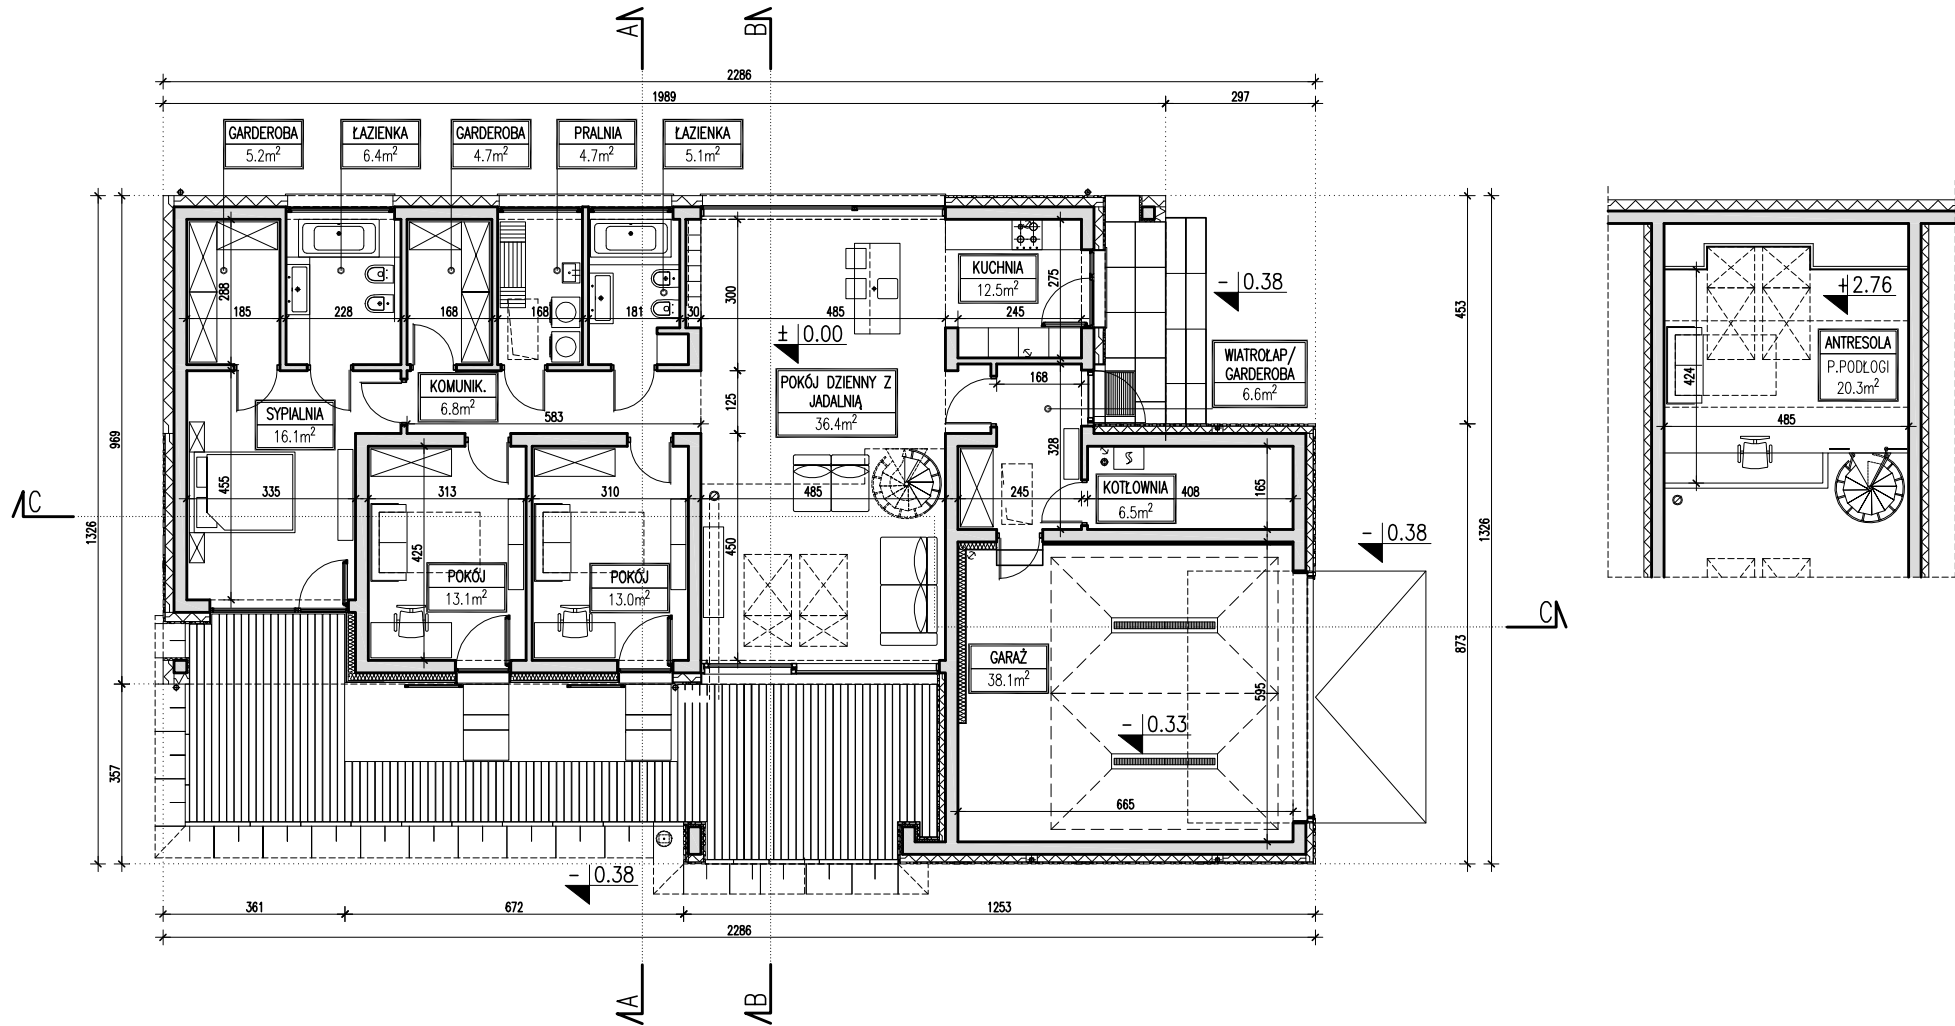 A
B
2286
1989
297
GARDEROBA
5.2m²
ŁAZIENKA
6.4m²
GARDEROBA
4.7m²
PRALNIA
4.7m²
ŁAZIENKA
5.1m²
288
185
228
168
168
181
30
300
485
KUCHNIA
12.5m²
275
245
± 0.00
- 0.38
453
WIATROŁAP/
GARDEROBA
6.6m²
SYPIALNIA
16.1m²
KOMUNIK.
6.8m²
583
POKÓJ DZIENNY Z
JADALNIĄ
36.4m²
125
168
328
969
1326
455
335
313
310
485
245
KOTŁOWNIA
6.5m²
408
165
C
425
450
- 0.38
1326
POKÓJ
13.1m²
POKÓJ
13.0m²
C
873
GARAŻ
38.1m²
595
- 0.33
665
357
- 0.38
361
672
1253
2286
A
B
+2.76
ANTRESOLA
P.PODŁOGI
20.3m²
424
485